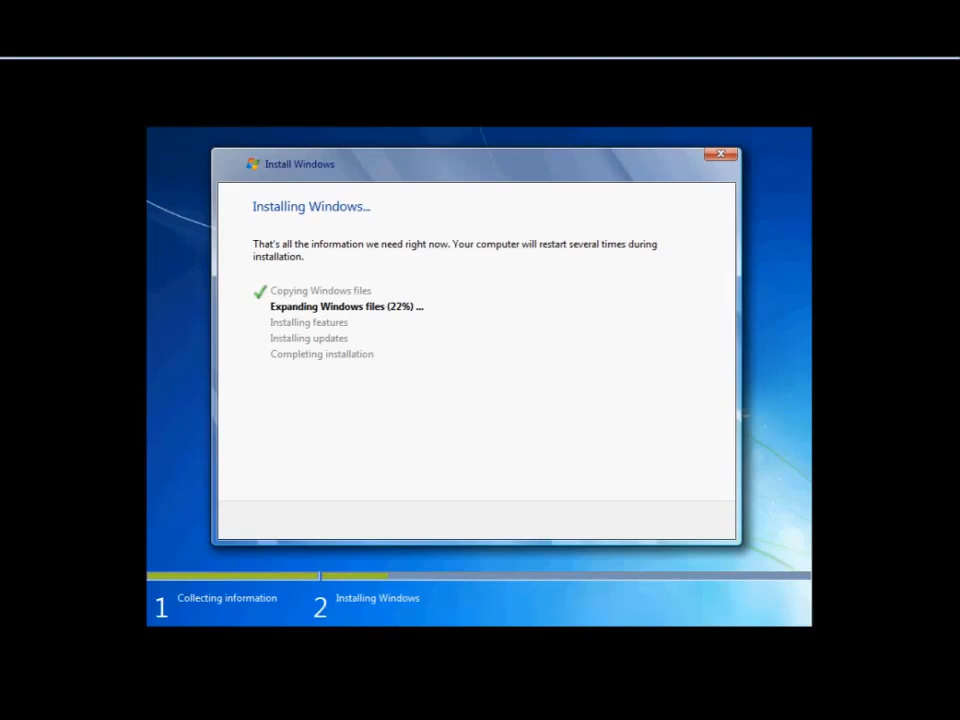 Install Windows
Installing Windows...
That's all the information we need right now. Your computer will restart several times during
installation.
Copying Windows files
Expanding Windows files (22%) ...
Installing features
Installing updates
Completing installation
1 Collecting information
2 Installing Windows